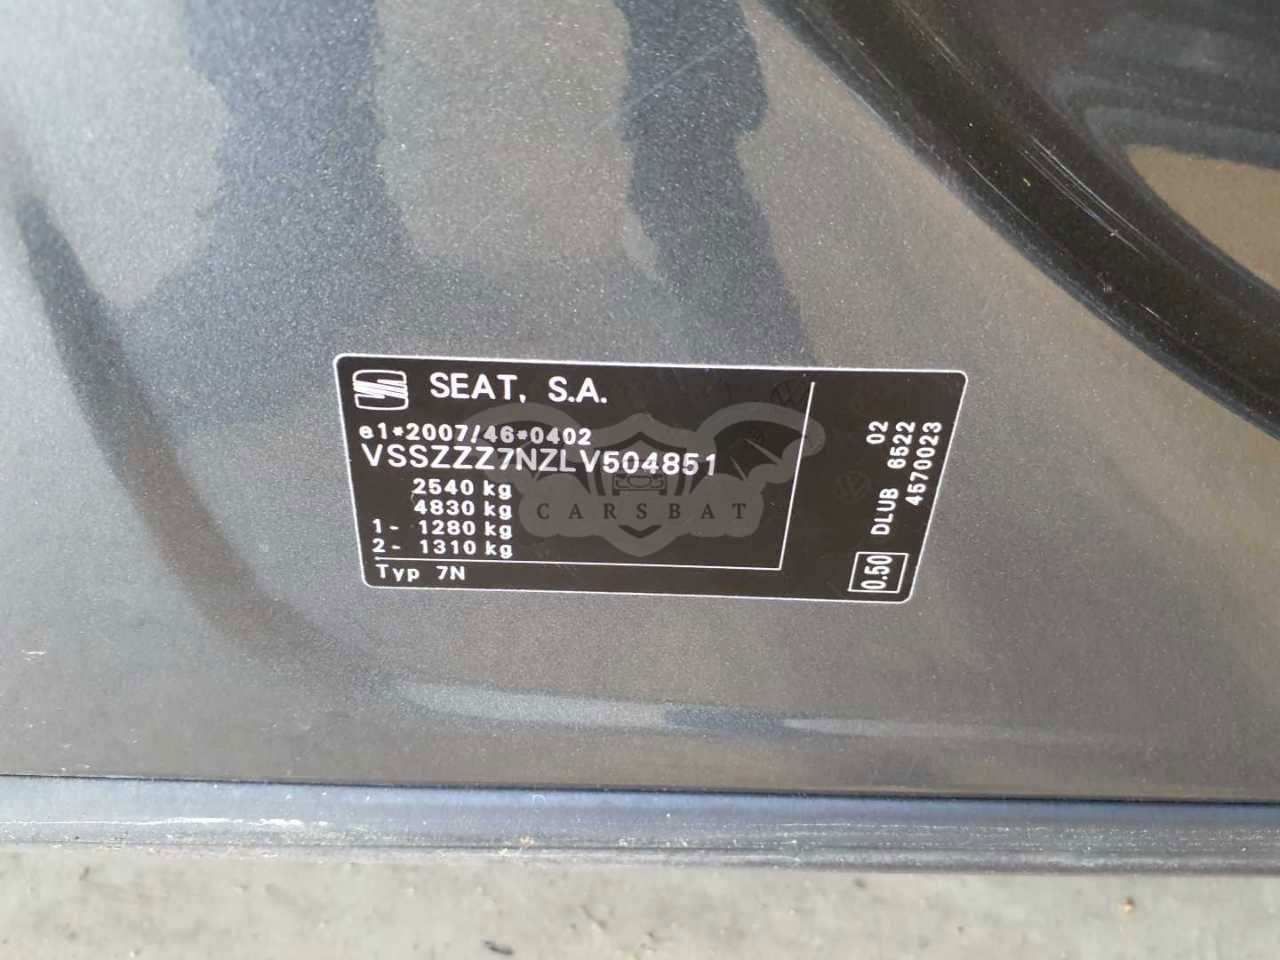 SEAT, S.A.
e1*2007/46*0402
VSSZZZ7NZLV504851
2540 kg
4830 kg
1- 1280 kg
2- 1310 kg
Typ 7N
02
DLUB 6522
4570023
0.50
CARSBAT